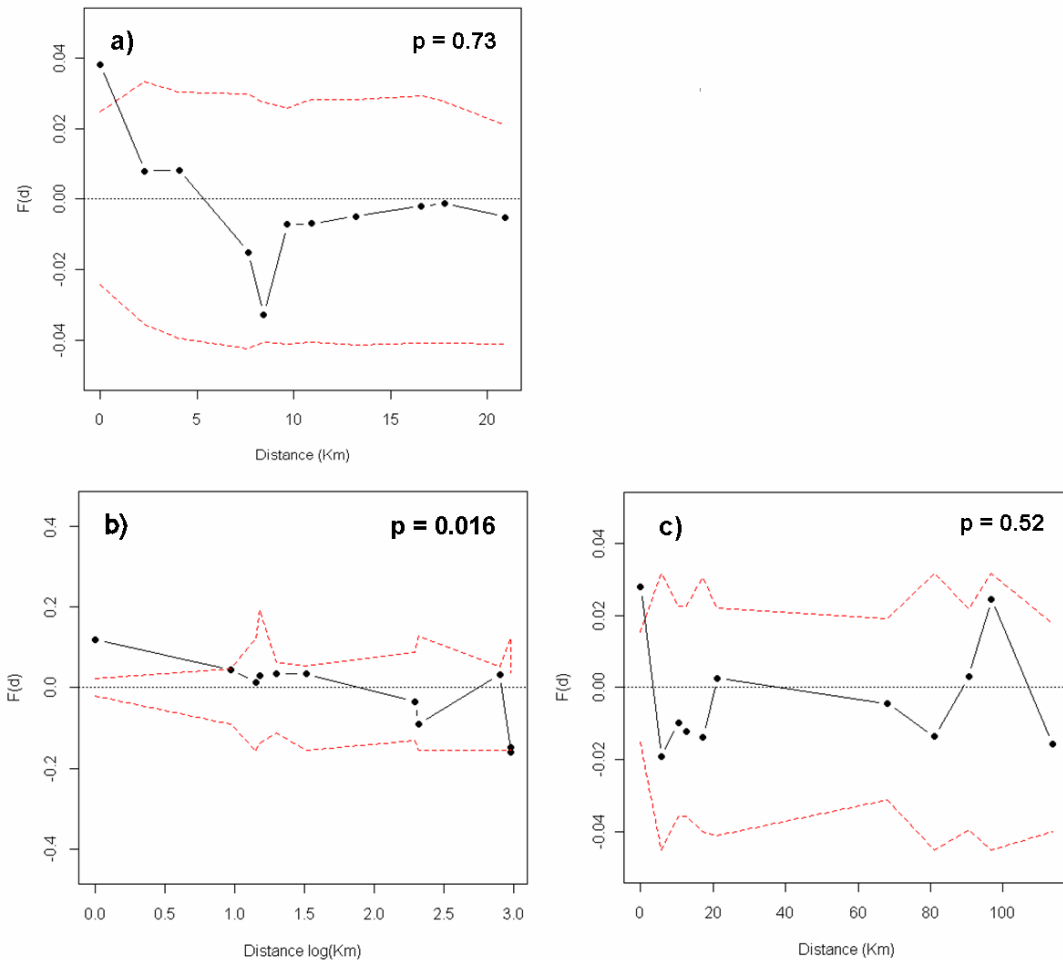 a)
p = 0.73
F(d)
0.04
0.02
0.00
-0.02
-0.04
0 5 10 15 20
Distance (Km)
b)
p = 0.016
F(d)
0.4
0.2
0.0
-0.2
-0.4
0.0 0.5 1.0 1.5 2.0 2.5 3.0
Distance log(Km)
c)
p = 0.52
F(d)
0.04
0.02
0.00
-0.02
-0.04
0 20 40 60 80 100
Distance (Km)